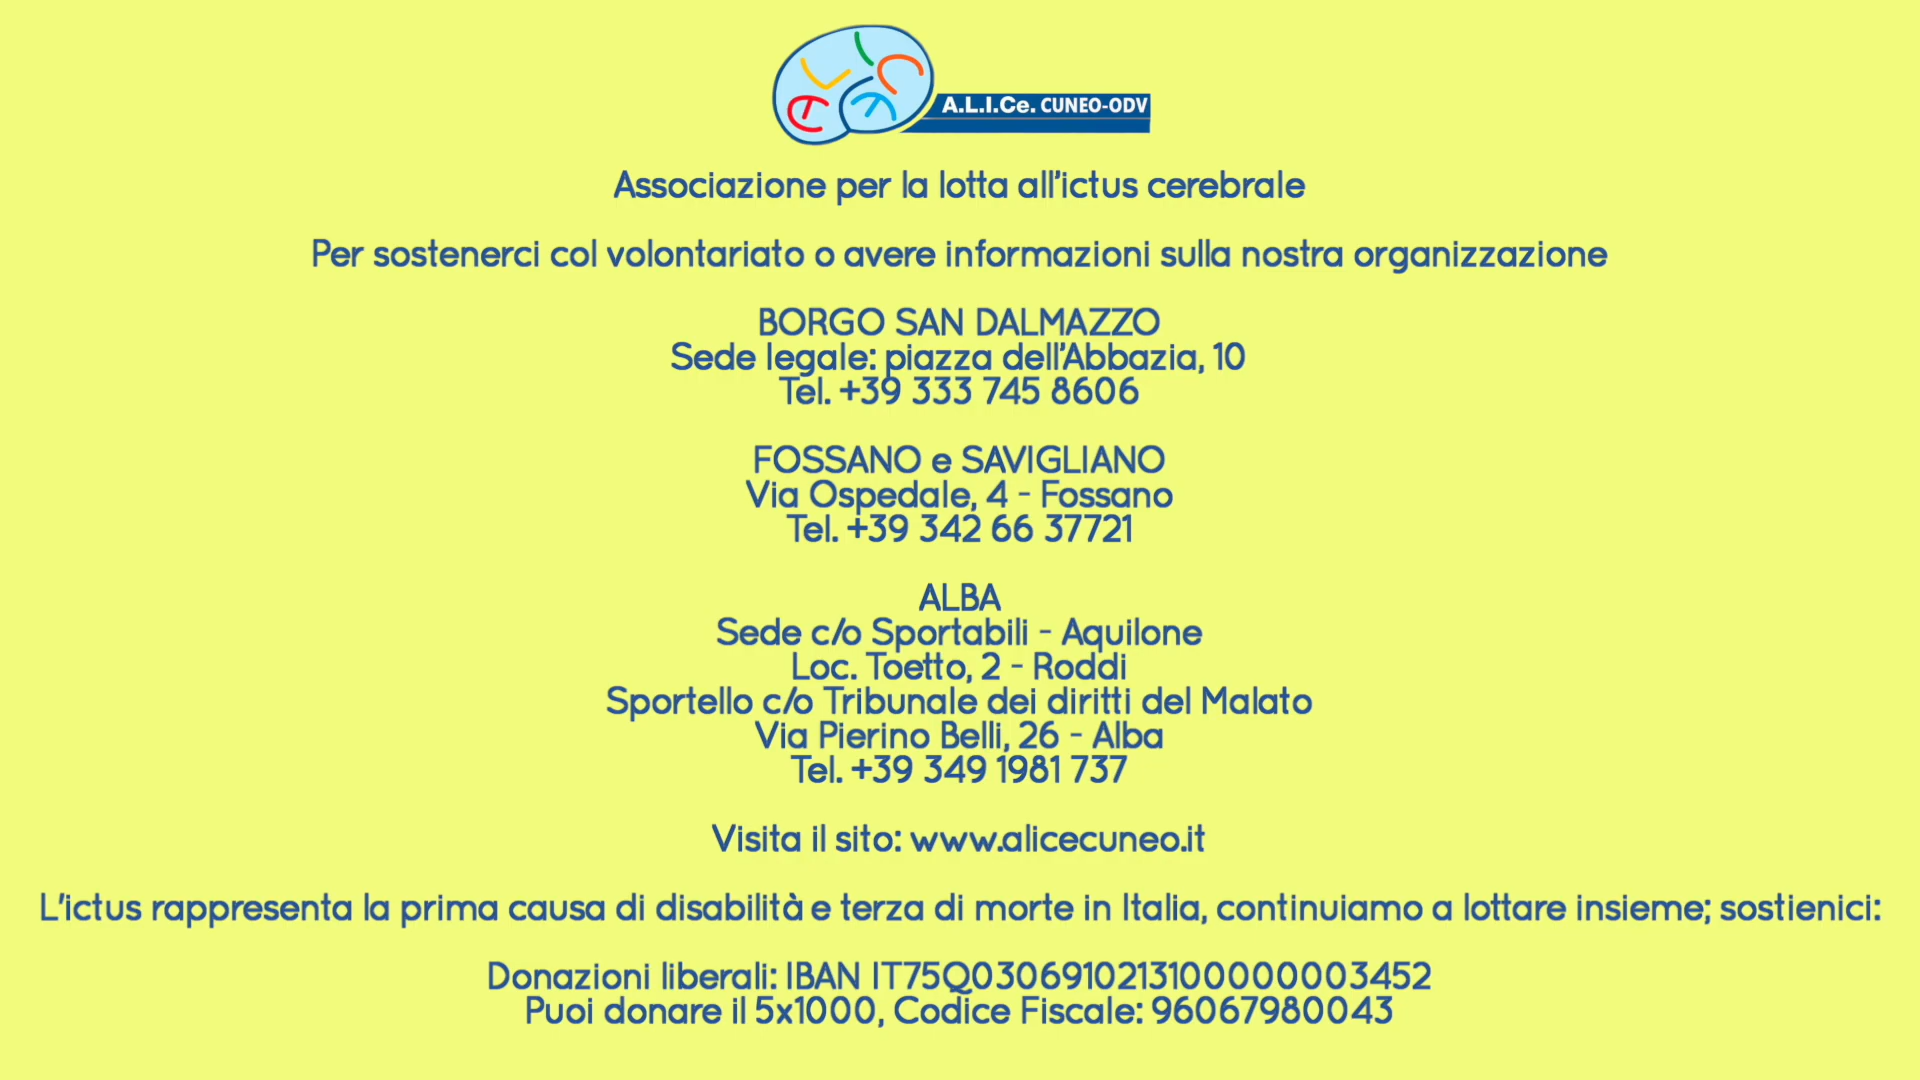 A.L.I.Ce. CUNEO-ODV
Associazione per la lotta all'ictus cerebrale
Per sostenerci col volontariato o avere informazioni sulla nostra organizzazione
BORGO SAN DALMAZZO
Sede legale: piazza dell'Abbazia, 10
Tel. +39 333 745 8606
FOSSANO e SAVIGLIANO
Via Ospedale, 4 - Fossano
Tel. +39 342 66 37721
ALBA
Sede c/o Sportabili - Aquilone
Loc. Toetto, 2 - Roddi
Sportello c/o Tribunale dei diritti del Malato
Via Pierino Belli, 26 - Alba
Tel. +39 349 1981 737
Visita il sito: www.alicecuneo.it
L'ictus rappresenta la prima causa di disabilità e terza di morte in Italia, continuiamo a lottare insieme; sostienici:
Donazioni liberali: IBAN IT75Q0306910213100000003452
Puoi donare il 5x1000, Codice Fiscale: 96067980043